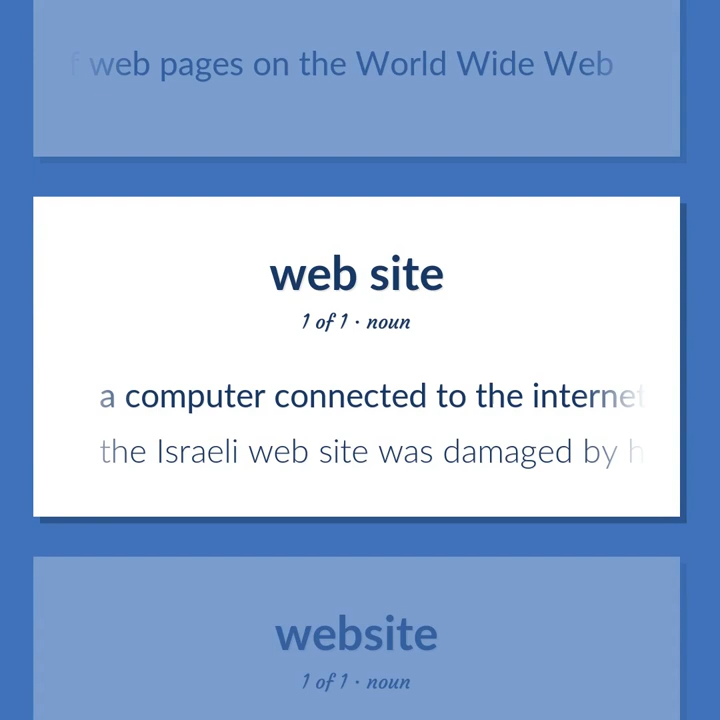 web pages on the World Wide Web
web site
1 of 1 · noun
a computer connected to the internet
the Israeli web site was damaged by
website
1 of 1 · noun